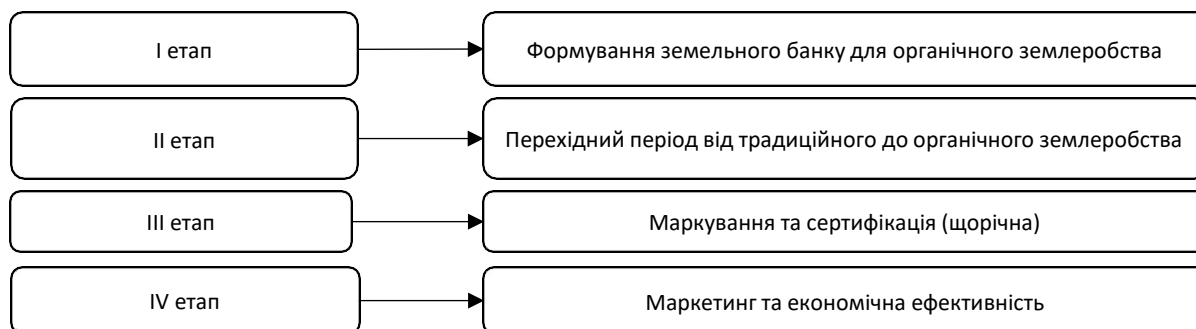 І етап
Формування земельного банку для органічного землеробства
ІІ етап
Перехідний період від традиційного до органічного землеробства
ІІІ етап
Маркування та сертифікація (щорічна)
IV етап
Маркетинг та економічна ефективність